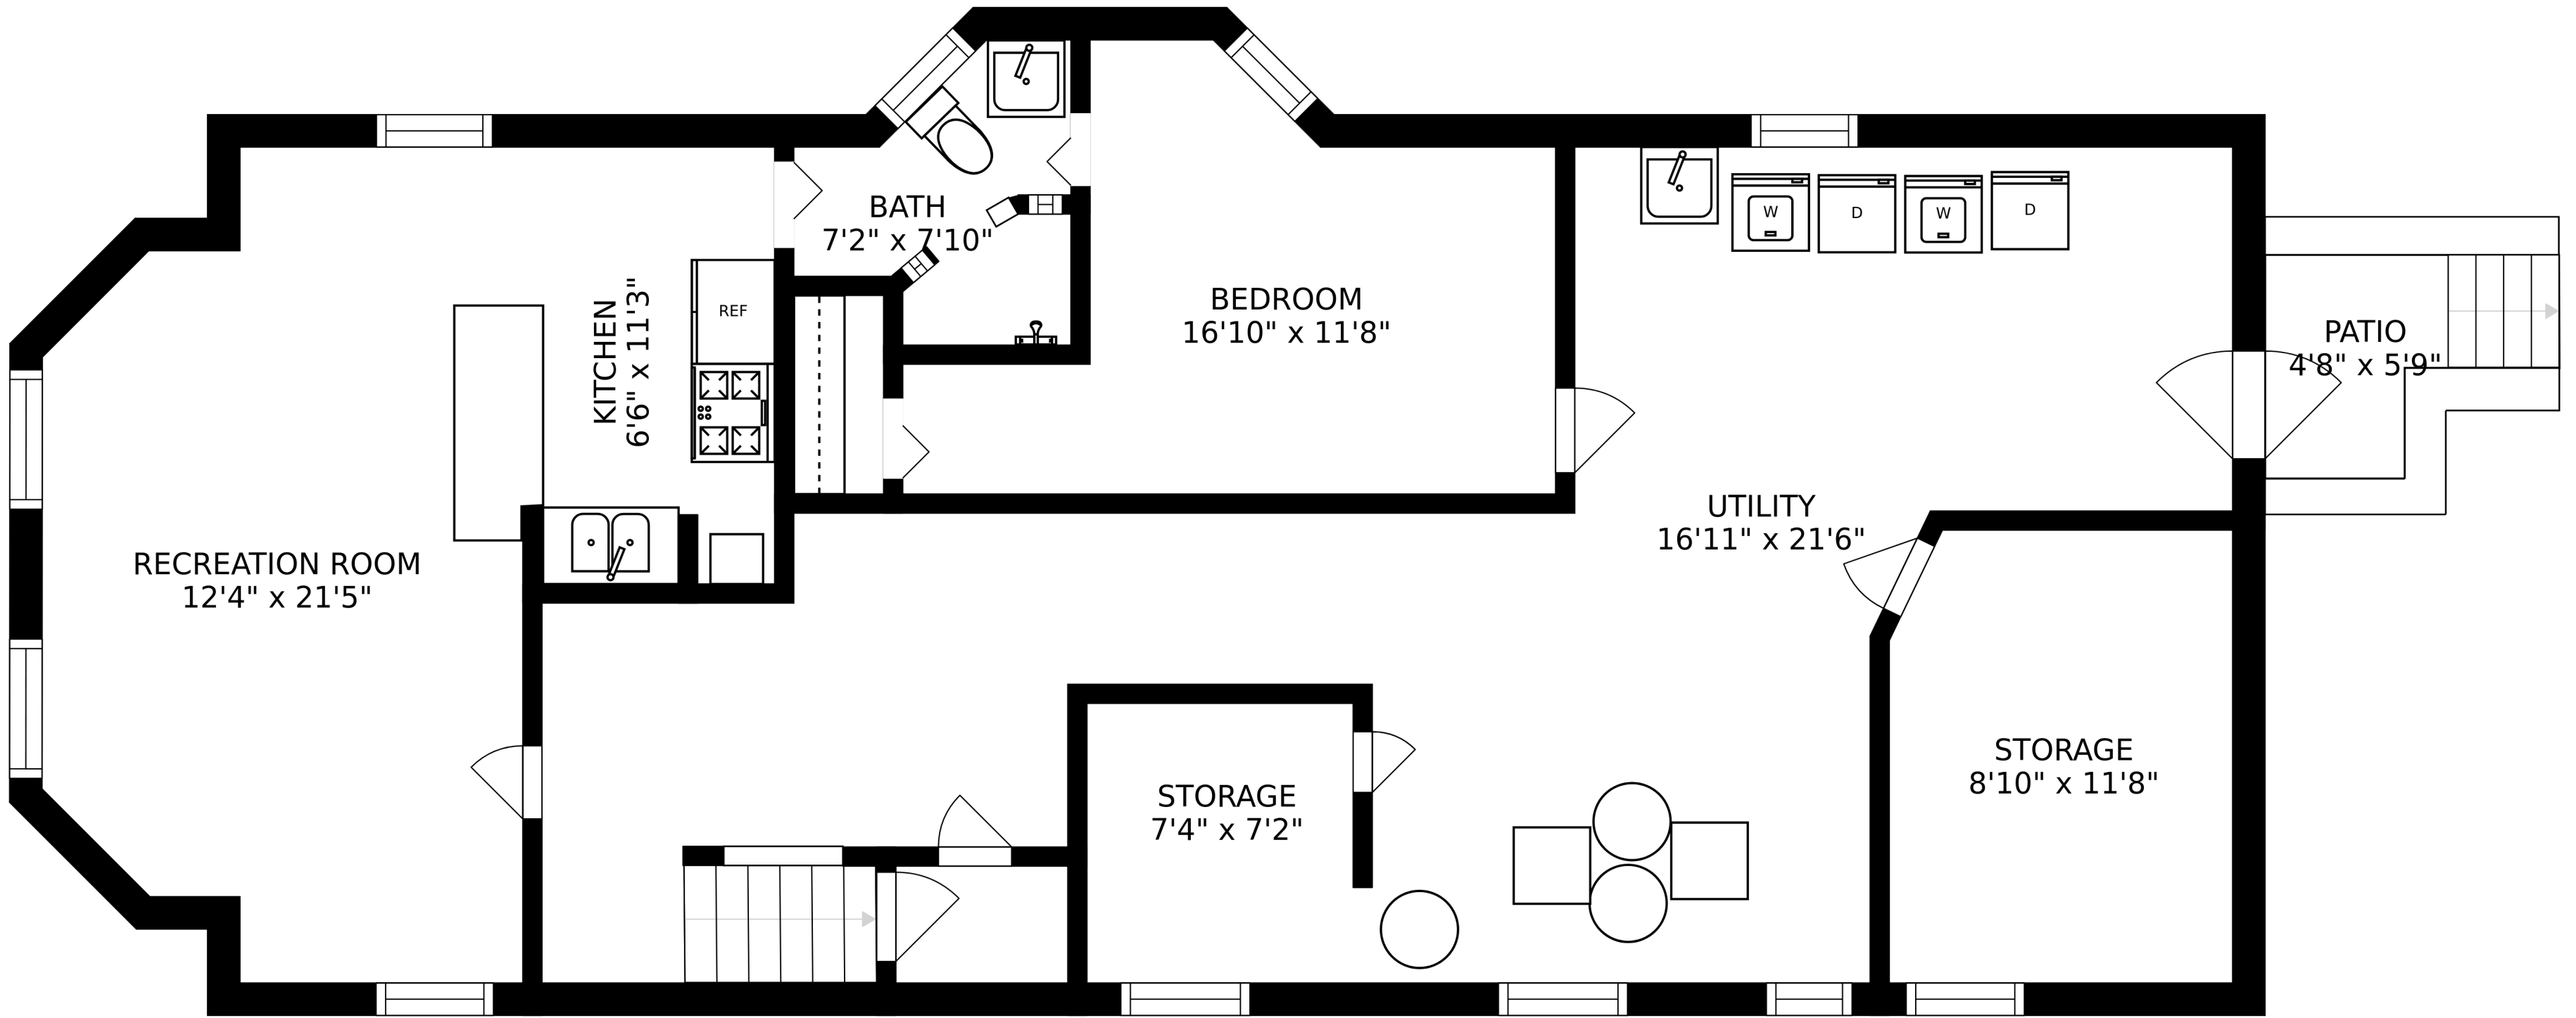 BATH
7'2" x 7'10"
W
D
W
D
BEDROOM
16'10" x 11'8"
REF
KITCHEN
6'6" x 11'3"
PATIO
4'8" x 5'9"
UTILITY
16'11" x 21'6"
RECREATION ROOM
12'4" x 21'5"
STORAGE
7'4" x 7'2"
STORAGE
8'10" x 11'8"